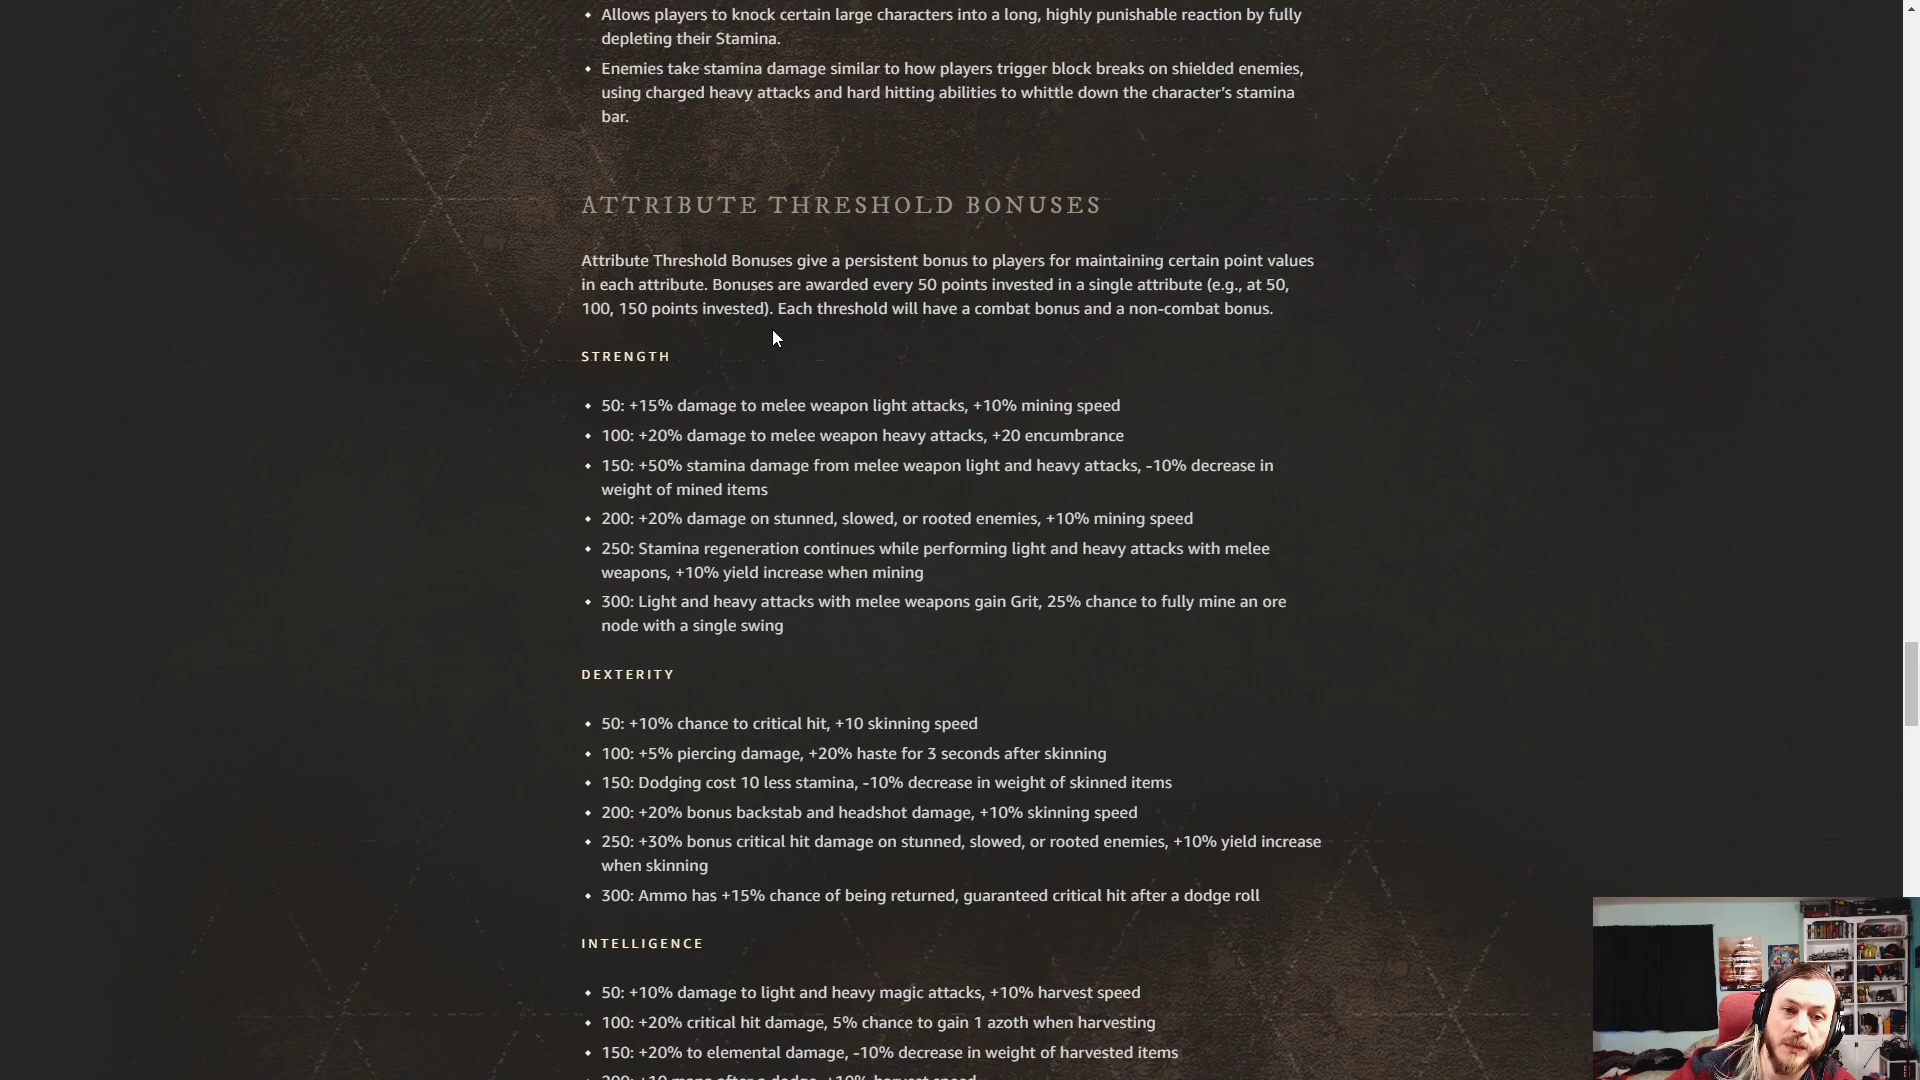 Allows players to knock certain large characters into a long, highly punishable reaction by fully
depleting their Stamina.
Enemies take stamina damage similar to how players trigger block breaks on shielded enemies,
using charged heavy attacks and hard hitting abilities to whittle down the character's stamina
bar.
ATTRIBUTE THRESHOLD BONUSES
Attribute Threshold Bonuses give a persistent bonus to players for maintaining certain point values
in each attribute. Bonuses are awarded every 50 points invested in a single attribute (e.g., at 50,
100, 150 points invested). Each threshold will have a combat bonus and a non-combat bonus.
STRENGTH
50: +15% damage to melee weapon light attacks, +10% mining speed
100: +20% damage to melee weapon heavy attacks, +20 encumbrance
150: +50% stamina damage from melee weapon light and heavy attacks, -10% decrease in
weight of mined items
200: +20% damage on stunned, slowed, or rooted enemies, +10% mining speed
250: Stamina regeneration continues while performing light and heavy attacks with melee
weapons, +10% yield increase when mining
300: Light and heavy attacks with melee weapons gain Grit, 25% chance to fully mine an ore
node with a single swing
DEXTERITY
50: +10% chance to critical hit, +10 skinning speed
100: +5% piercing damage, +20% haste for 3 seconds after skinning
150: Dodging cost 10 less stamina, -10% decrease in weight of skinned items
200: +20% bonus backstab and headshot damage, +10% skinning speed
250: +30% bonus critical hit damage on stunned, slowed, or rooted enemies, +10% yield increase
when skinning
300: Ammo has +15% chance of being returned, guaranteed critical hit after a dodge roll
INTELLIGENCE
50: +10% damage to light and heavy magic attacks, +10% harvest speed
100: +20% critical hit damage, 5% chance to gain 1 azoth when harvesting
150: +20% to elemental damage, -10% decrease in weight of harvested items
200: +10 mana after a dodge, +10% harvest speed